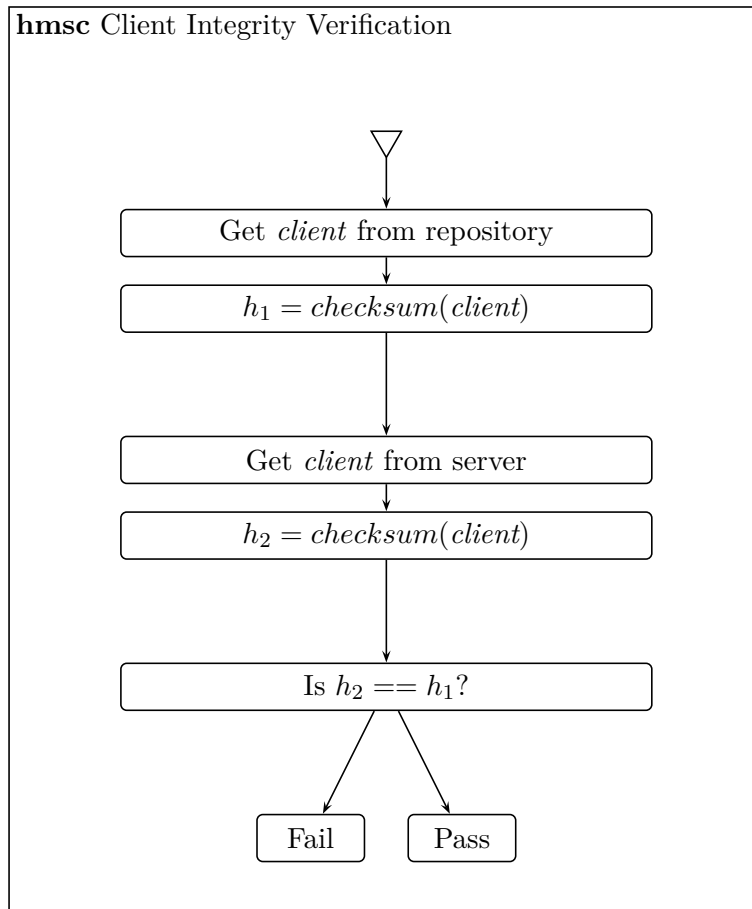 hmsc Client Integrity Verification
Get client from repository
h₁ = checksum(client)
Get client from server
h₂ = checksum(client)
Is h₂ == h₁?
Fail
Pass